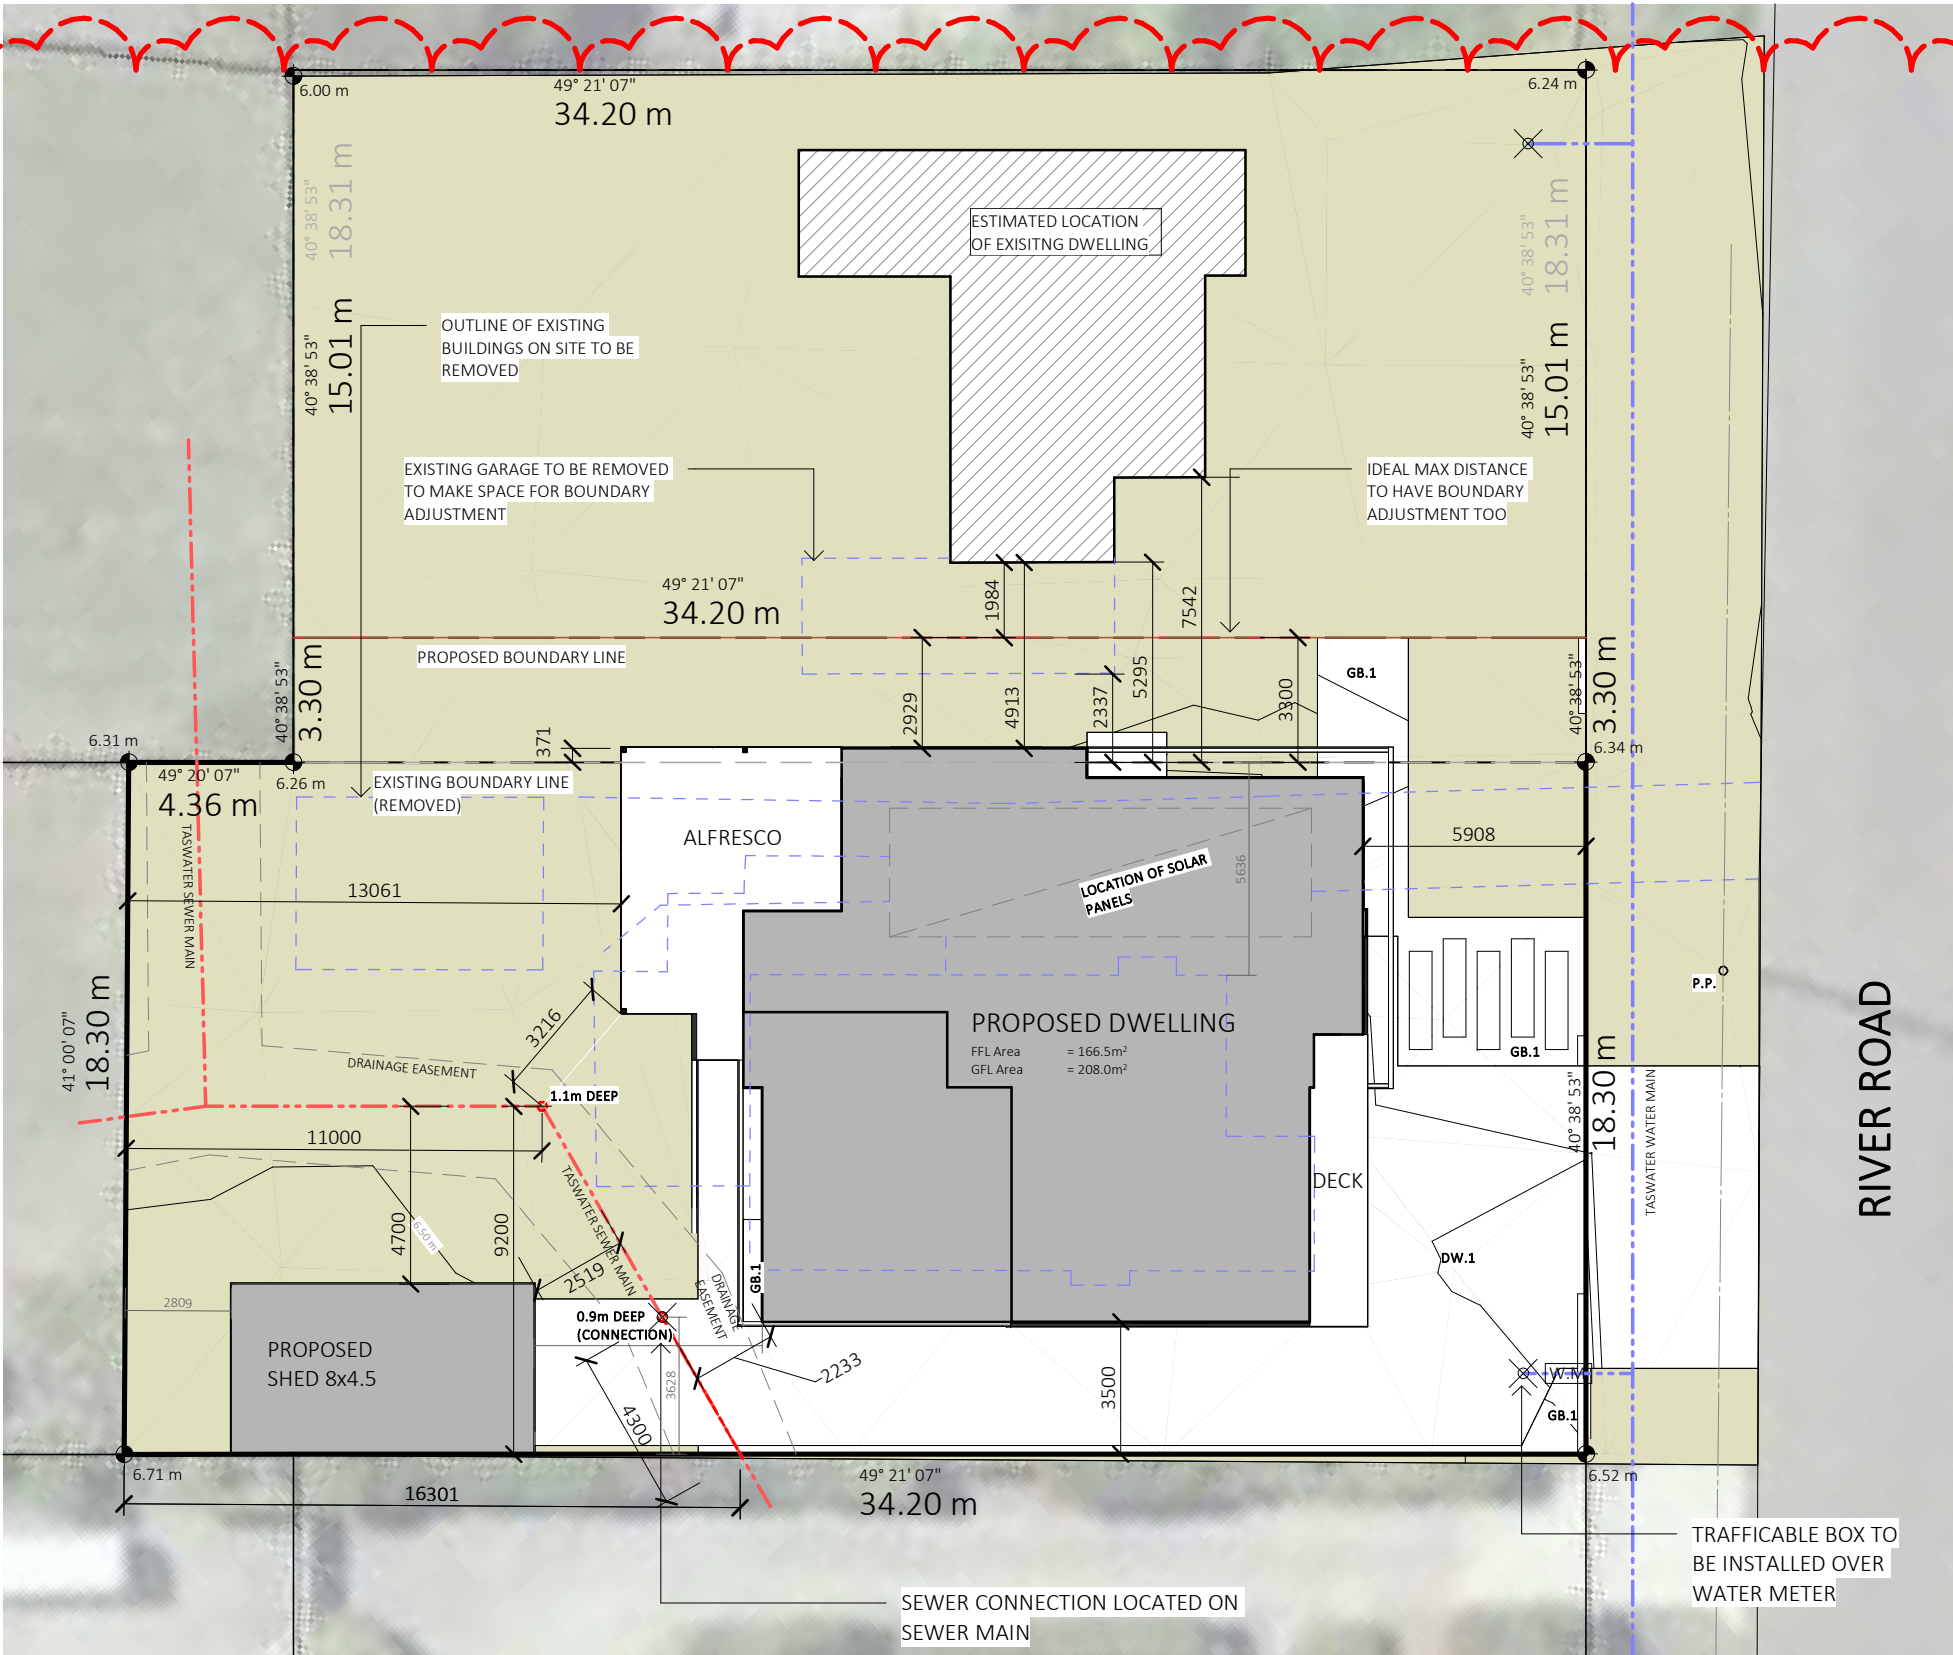 6.00 m
49° 21' 07"
34.20 m
6.24 m
40° 38' 53"
18.31 m
40° 38' 53"
18.31 m
ESTIMATED LOCATION
OF EXISITNG DWELLING
40° 38' 53"
15.01 m
OUTLINE OF EXISTING
BUILDINGS ON SITE TO BE
REMOVED
40° 38' 53"
15.01 m
EXISTING GARAGE TO BE REMOVED
TO MAKE SPACE FOR BOUNDARY
ADJUSTMENT
IDEAL MAX DISTANCE
TO HAVE BOUNDARY
ADJUSTMENT TOO
49° 21' 07"
34.20 m
1984
7542
PROPOSED BOUNDARY LINE
40° 38' 53"
3.30 m
2929
4913
2337
5295
3300
GB.1
40° 38' 53"
3.30 m
371
6.31 m
6.34 m
49° 20' 07"
4.36 m
6.26 m
EXISTING BOUNDARY LINE
(REMOVED)
TASWATER SEWER MAIN
ALFRESCO
5908
5636
LOCATION OF SOLAR
PANELS
13061
P.P.
41° 00' 07"
18.30 m
3216
PROPOSED DWELLING
FFL Area = 166.5m²
GFL Area = 208.0m²
GB.1
DRAINAGE EASEMENT
1.1m DEEP
RIVER ROAD
40° 38' 53"
18.30 m
TASWATER WATER MAIN
11000
TASWATER SEWER MAIN
DECK
4700
6.50 m
9200
2519
DRAINAGE
EASEMENT
GB.1
DW.1
2809
0.9m DEEP
(CONNECTION)
PROPOSED
SHED 8x4.5
2233
3628
3500
W.M
4300
GB.1
6.71 m
49° 21' 07"
34.20 m
6.52 m
16301
TRAFFICABLE BOX TO
BE INSTALLED OVER
WATER METER
SEWER CONNECTION LOCATED ON
SEWER MAIN